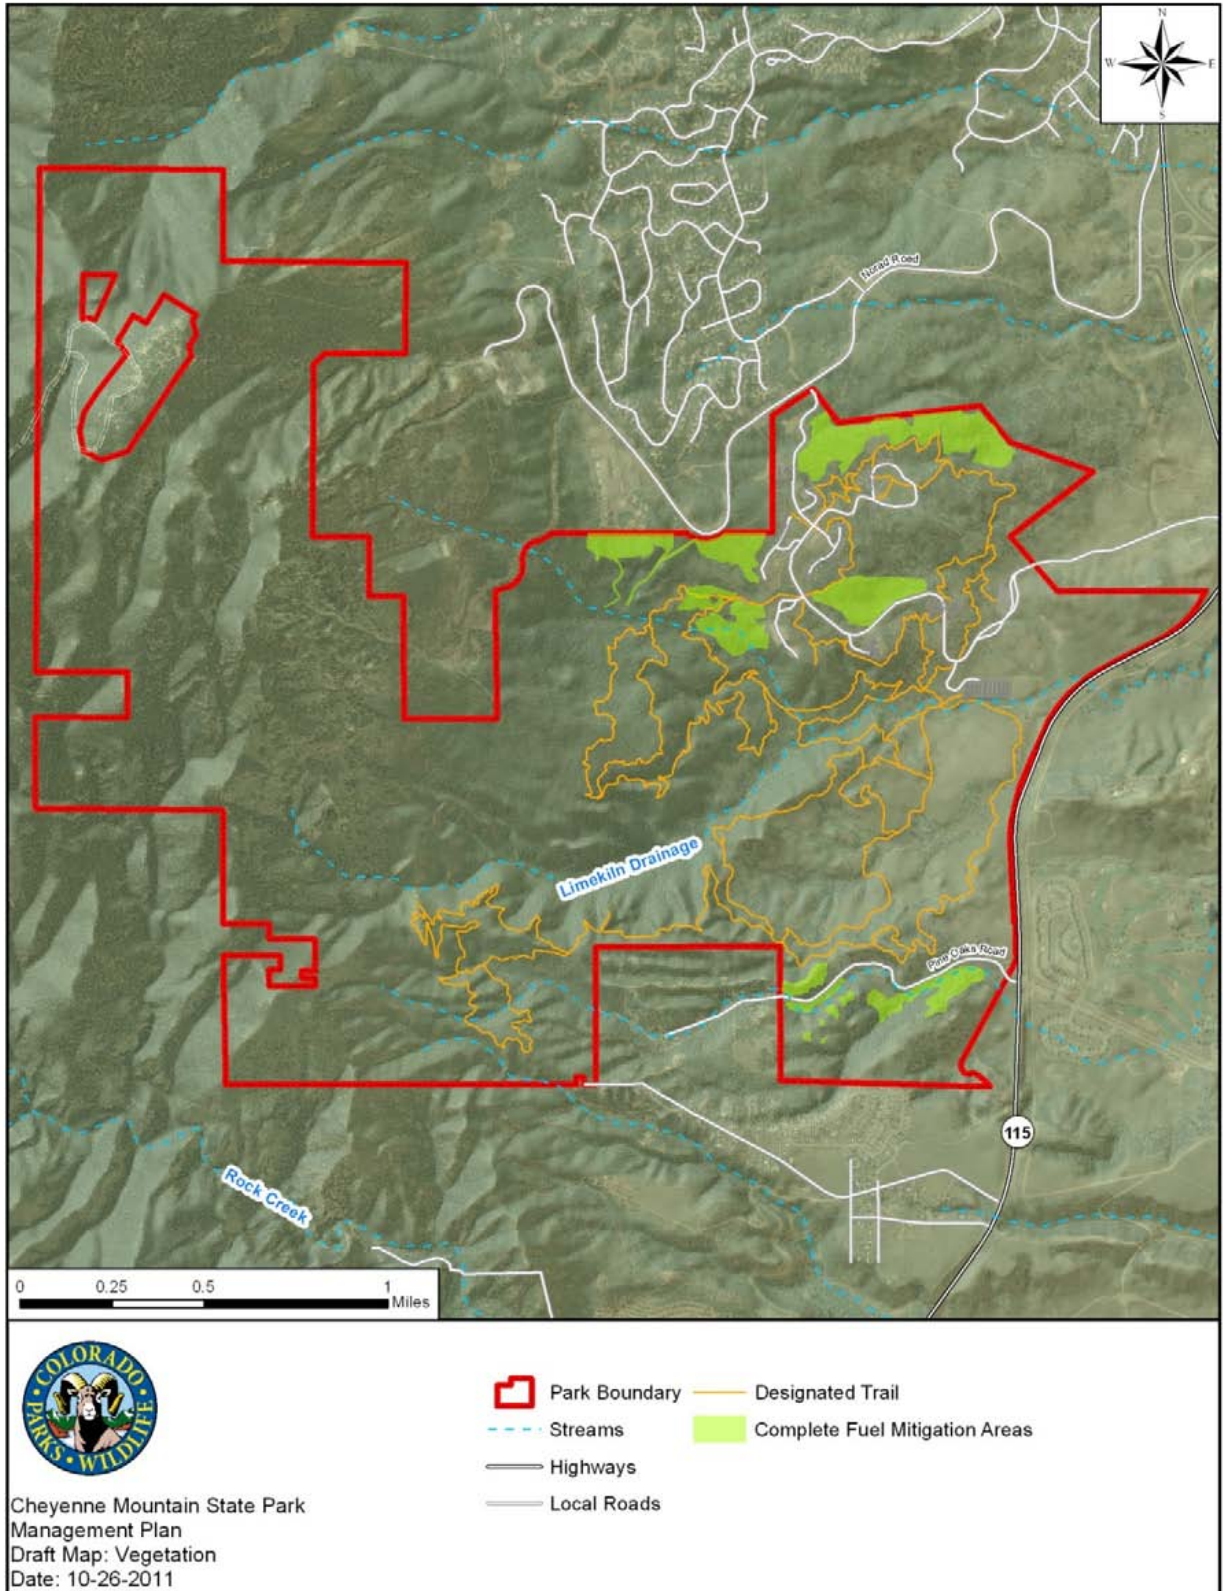 N
W E
S
Norad Road
Limekiln Drainage
Pine Oaks Road
115
Rock Creek
0 0.25 0.5 1
Miles
COLORADO
PARKS • WILDLIFE
Park Boundary
Designated Trail
Streams
Complete Fuel Mitigation Areas
Highways
Local Roads
Cheyenne Mountain State Park
Management Plan
Draft Map: Vegetation
Date: 10-26-2011